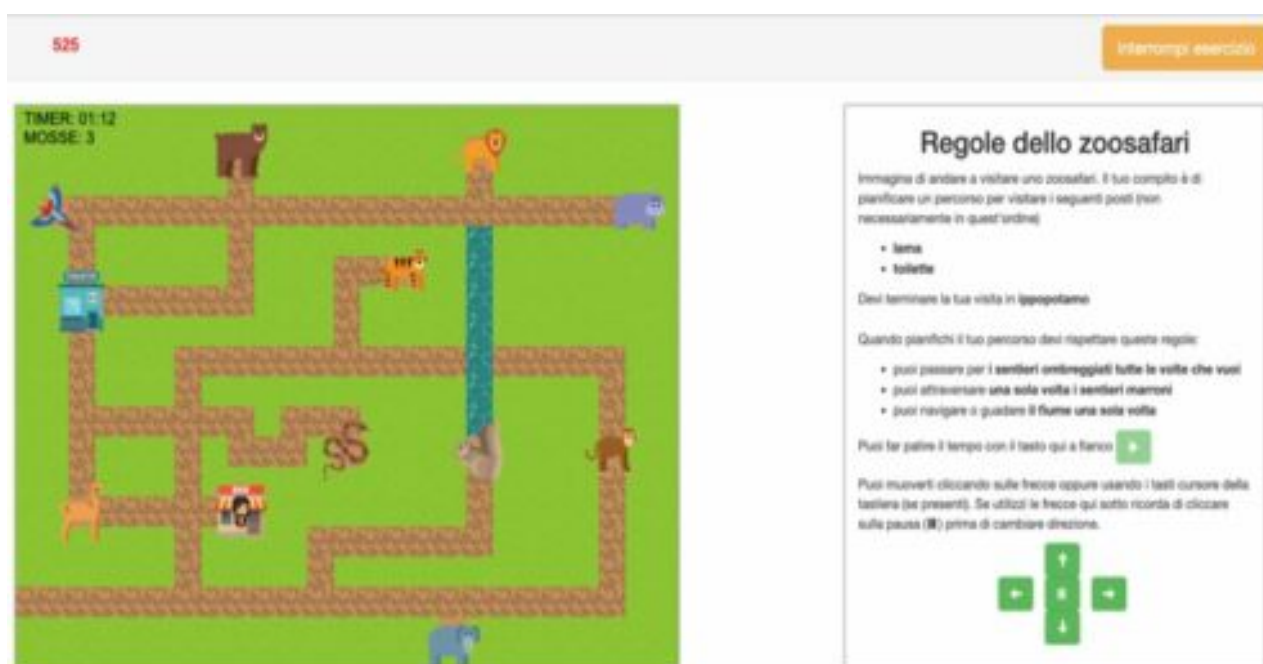 525
Interrompi esercizio
TIMER: 01:12
MOSSE: 3
Regole dello zoosafari
Immagina di andare a visitare uno zoosafari. Il tuo compito è di
pianificare un percorso per visitare i seguenti posti (non
necessariamente in quest'ordine)
• lama
• toilette
Devi terminare la tua visita in ippopotamo
Quando pianifichi il tuo percorso devi rispettare queste regole:
• puoi passare per i sentieri ombreggiati tutte le volte che vuoi
• puoi attraversare una sola volta i sentieri marroni
• puoi navigare o guadare il fiume una sola volta
Puoi far patire il tempo con il tasto qui a fianco
Puoi muoverti cliccando sulle frecce oppure usando i tasti cursore della
tastiera (se presenti). Se utilizzi le frecce qui sotto ricorda di cliccare
sulla pausa (⏸) prima di cambiare direzione.